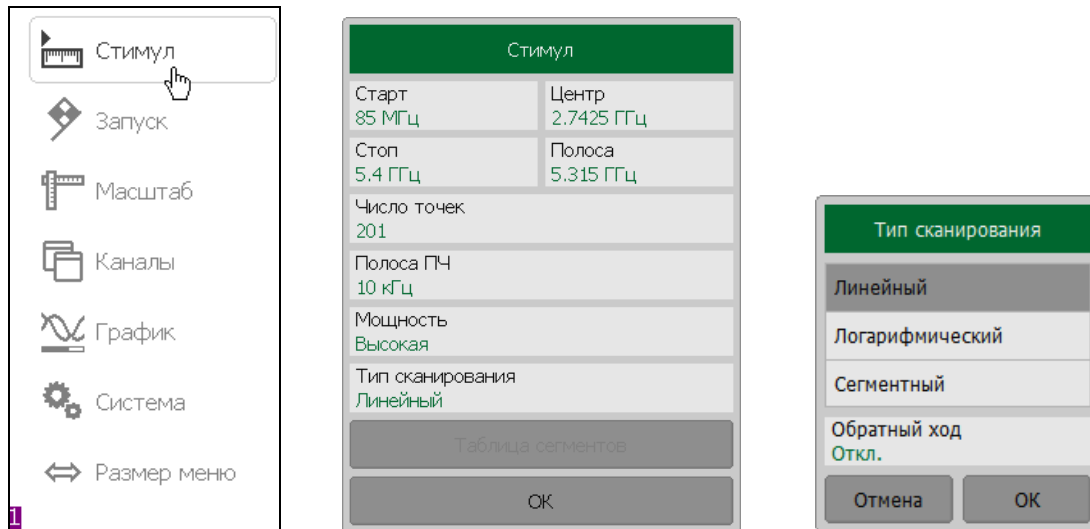 Стимул
Запуск
Масштаб
Каналы
График
Система
Размер меню
1
Стимул
Старт
85 МГц
Центр
2.7425 ГГц
Стоп
5.4 ГГц
Полоса
5.315 ГГц
Число точек
201
Полоса ПЧ
10 кГц
Мощность
Высокая
Тип сканирования
Линейный
Таблица сегментов
ОК
Тип сканирования
Линейный
Логарифмический
Сегментный
Обратный ход
Откл.
Отмена
ОК